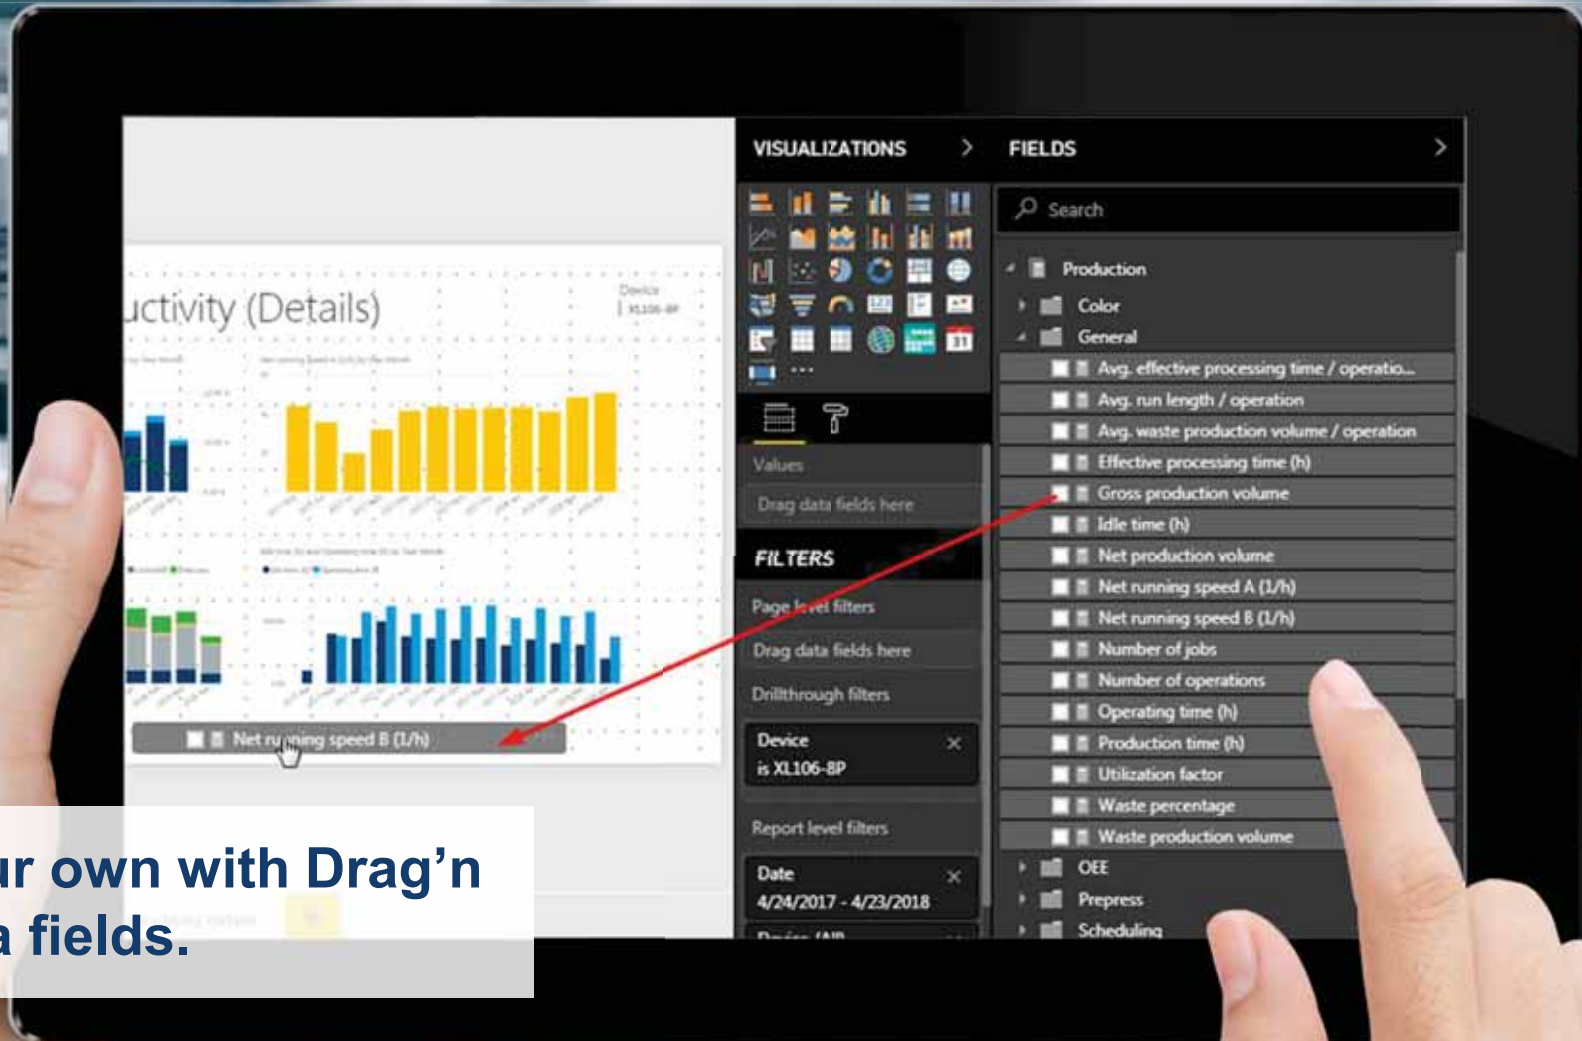 VISUALIZATIONS
FIELDS
Search
Production
Color
General
Avg. effective processing time / operatio...
Avg. run length / operation
Avg. waste production volume / operation
Effective processing time (h)
Gross production volume
Idle time (h)
Net production volume
Net running speed A (1/h)
Net running speed B (1/h)
Number of jobs
Number of operations
Operating time (h)
Production time (h)
Utilization factor
Waste percentage
Waste production volume
OEE
Prepress
Scheduling
Values
Drag data fields here
FILTERS
Page level filters
Drag data fields here
Drillthrough filters
Device
is XL106-8P
Report level filters
Date
4/24/2017 - 4/23/2018
uctivity (Details)
Device
XL106-8P
Net running speed B (1/h)
ur own with Drag’n
a fields.